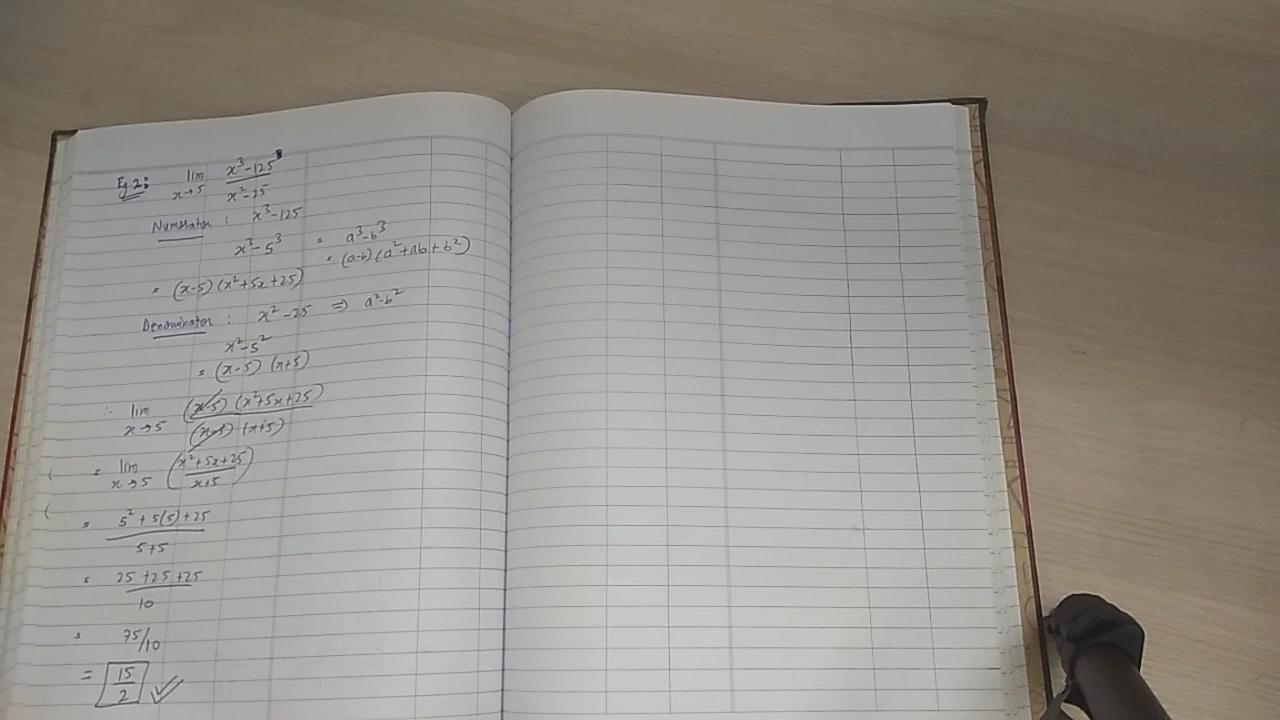 Eg 2: lim x→5 x³-125 / x²-25
Numerator : x³-125
x³-5³ = a³-b³
= (a-b)(a²+ab+b²)
= (x-5)(x²+5x+25)
Denominator : x²-25 ⇒ a²-b²
x²-5²
= (x-5)(x+5)
∴ lim x→5 (x-5)(x²+5x+25) / (x-5)(x+5)
= lim x→5 (x²+5x+25 / x+5)
= 5²+5(5)+25 / 5+5
= 25+25+25 / 10
= 75/10
= 15/2